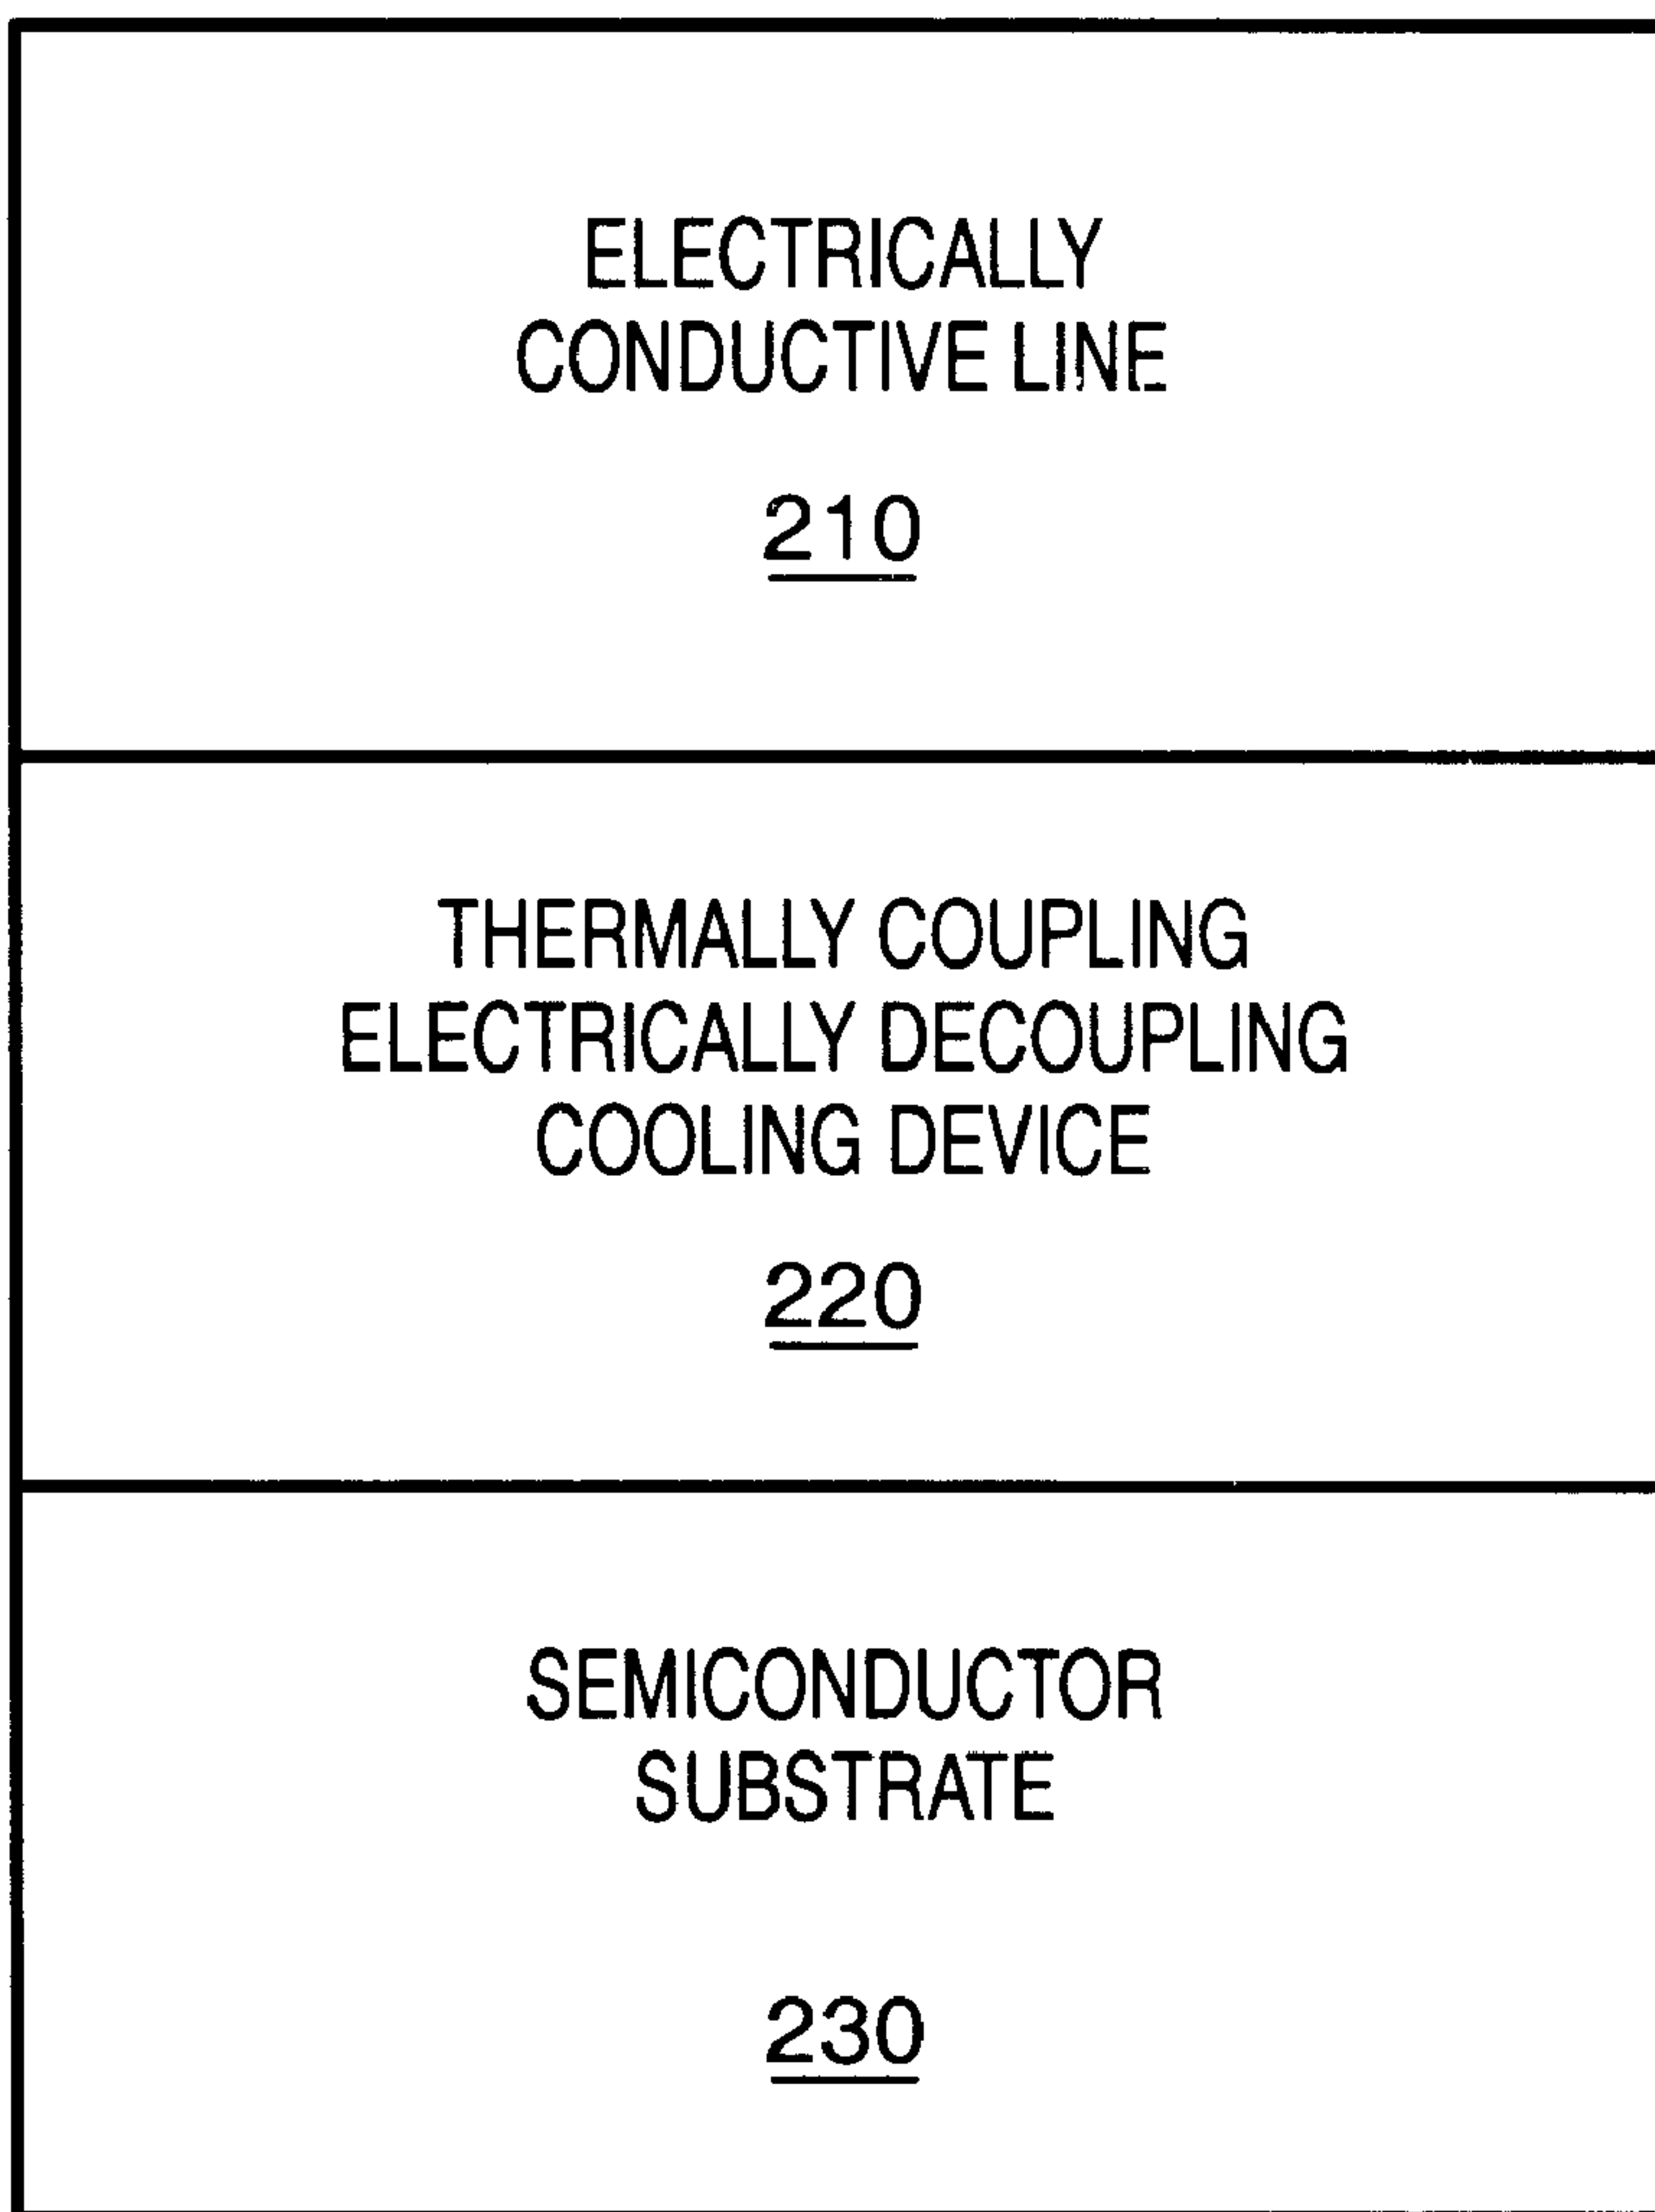 ELECTRICALLY
CONDUCTIVE LINE
210
THERMALLY COUPLING
ELECTRICALLY DECOUPLING
COOLING DEVICE
220
SEMICONDUCTOR
SUBSTRATE
230